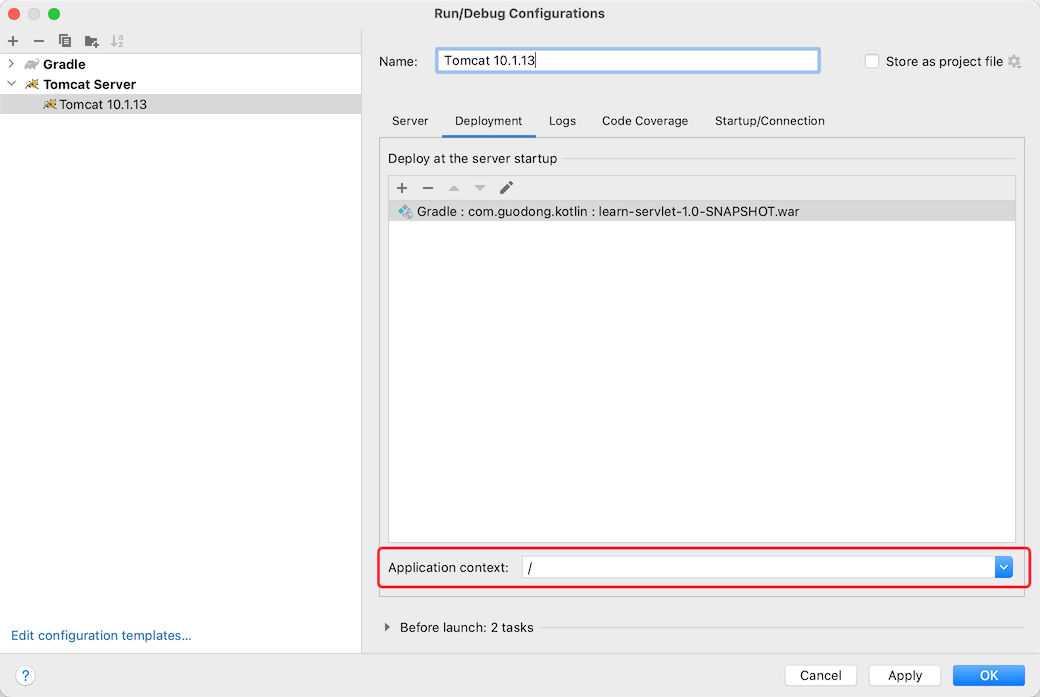 Run/Debug Configurations
Gradle
Tomcat Server
Tomcat 10.1.13
Edit configuration templates...
Name: Tomcat 10.1.13 Store as project file
Server Deployment Logs Code Coverage Startup/Connection
Deploy at the server startup
Gradle : com.guodong.kotlin : learn-servlet-1.0-SNAPSHOT.war
Application context: /
Before launch: 2 tasks
? Cancel Apply OK